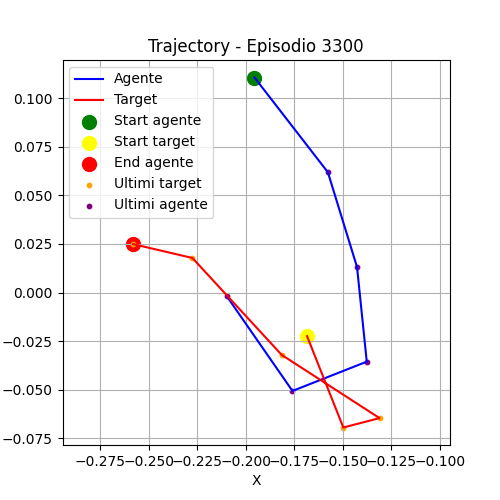 Trajectory - Episodio 3300
Agente
Target
Start agente
Start target
End agente
Ultimi target
Ultimi agente
0.100
0.075
0.050
0.025
0.000
−0.025
−0.050
−0.075
−0.275 −0.250 −0.225 −0.200 −0.175 −0.150 −0.125 −0.100
X